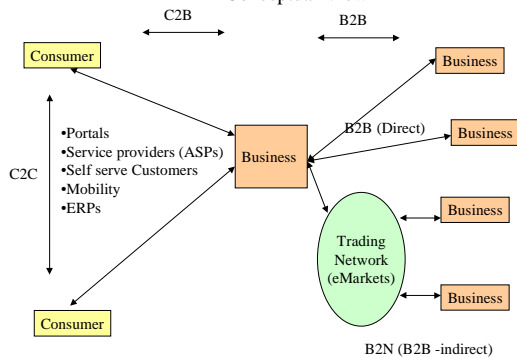 C2B
B2B
Consumer
Business
•Portals
•Service providers (ASPs)
•Self serve Customers
•Mobility
•ERPs
C2C
Business
B2B (Direct)
Business
Business
Trading
Network
(eMarkets)
Business
Consumer
B2N (B2B -indirect)